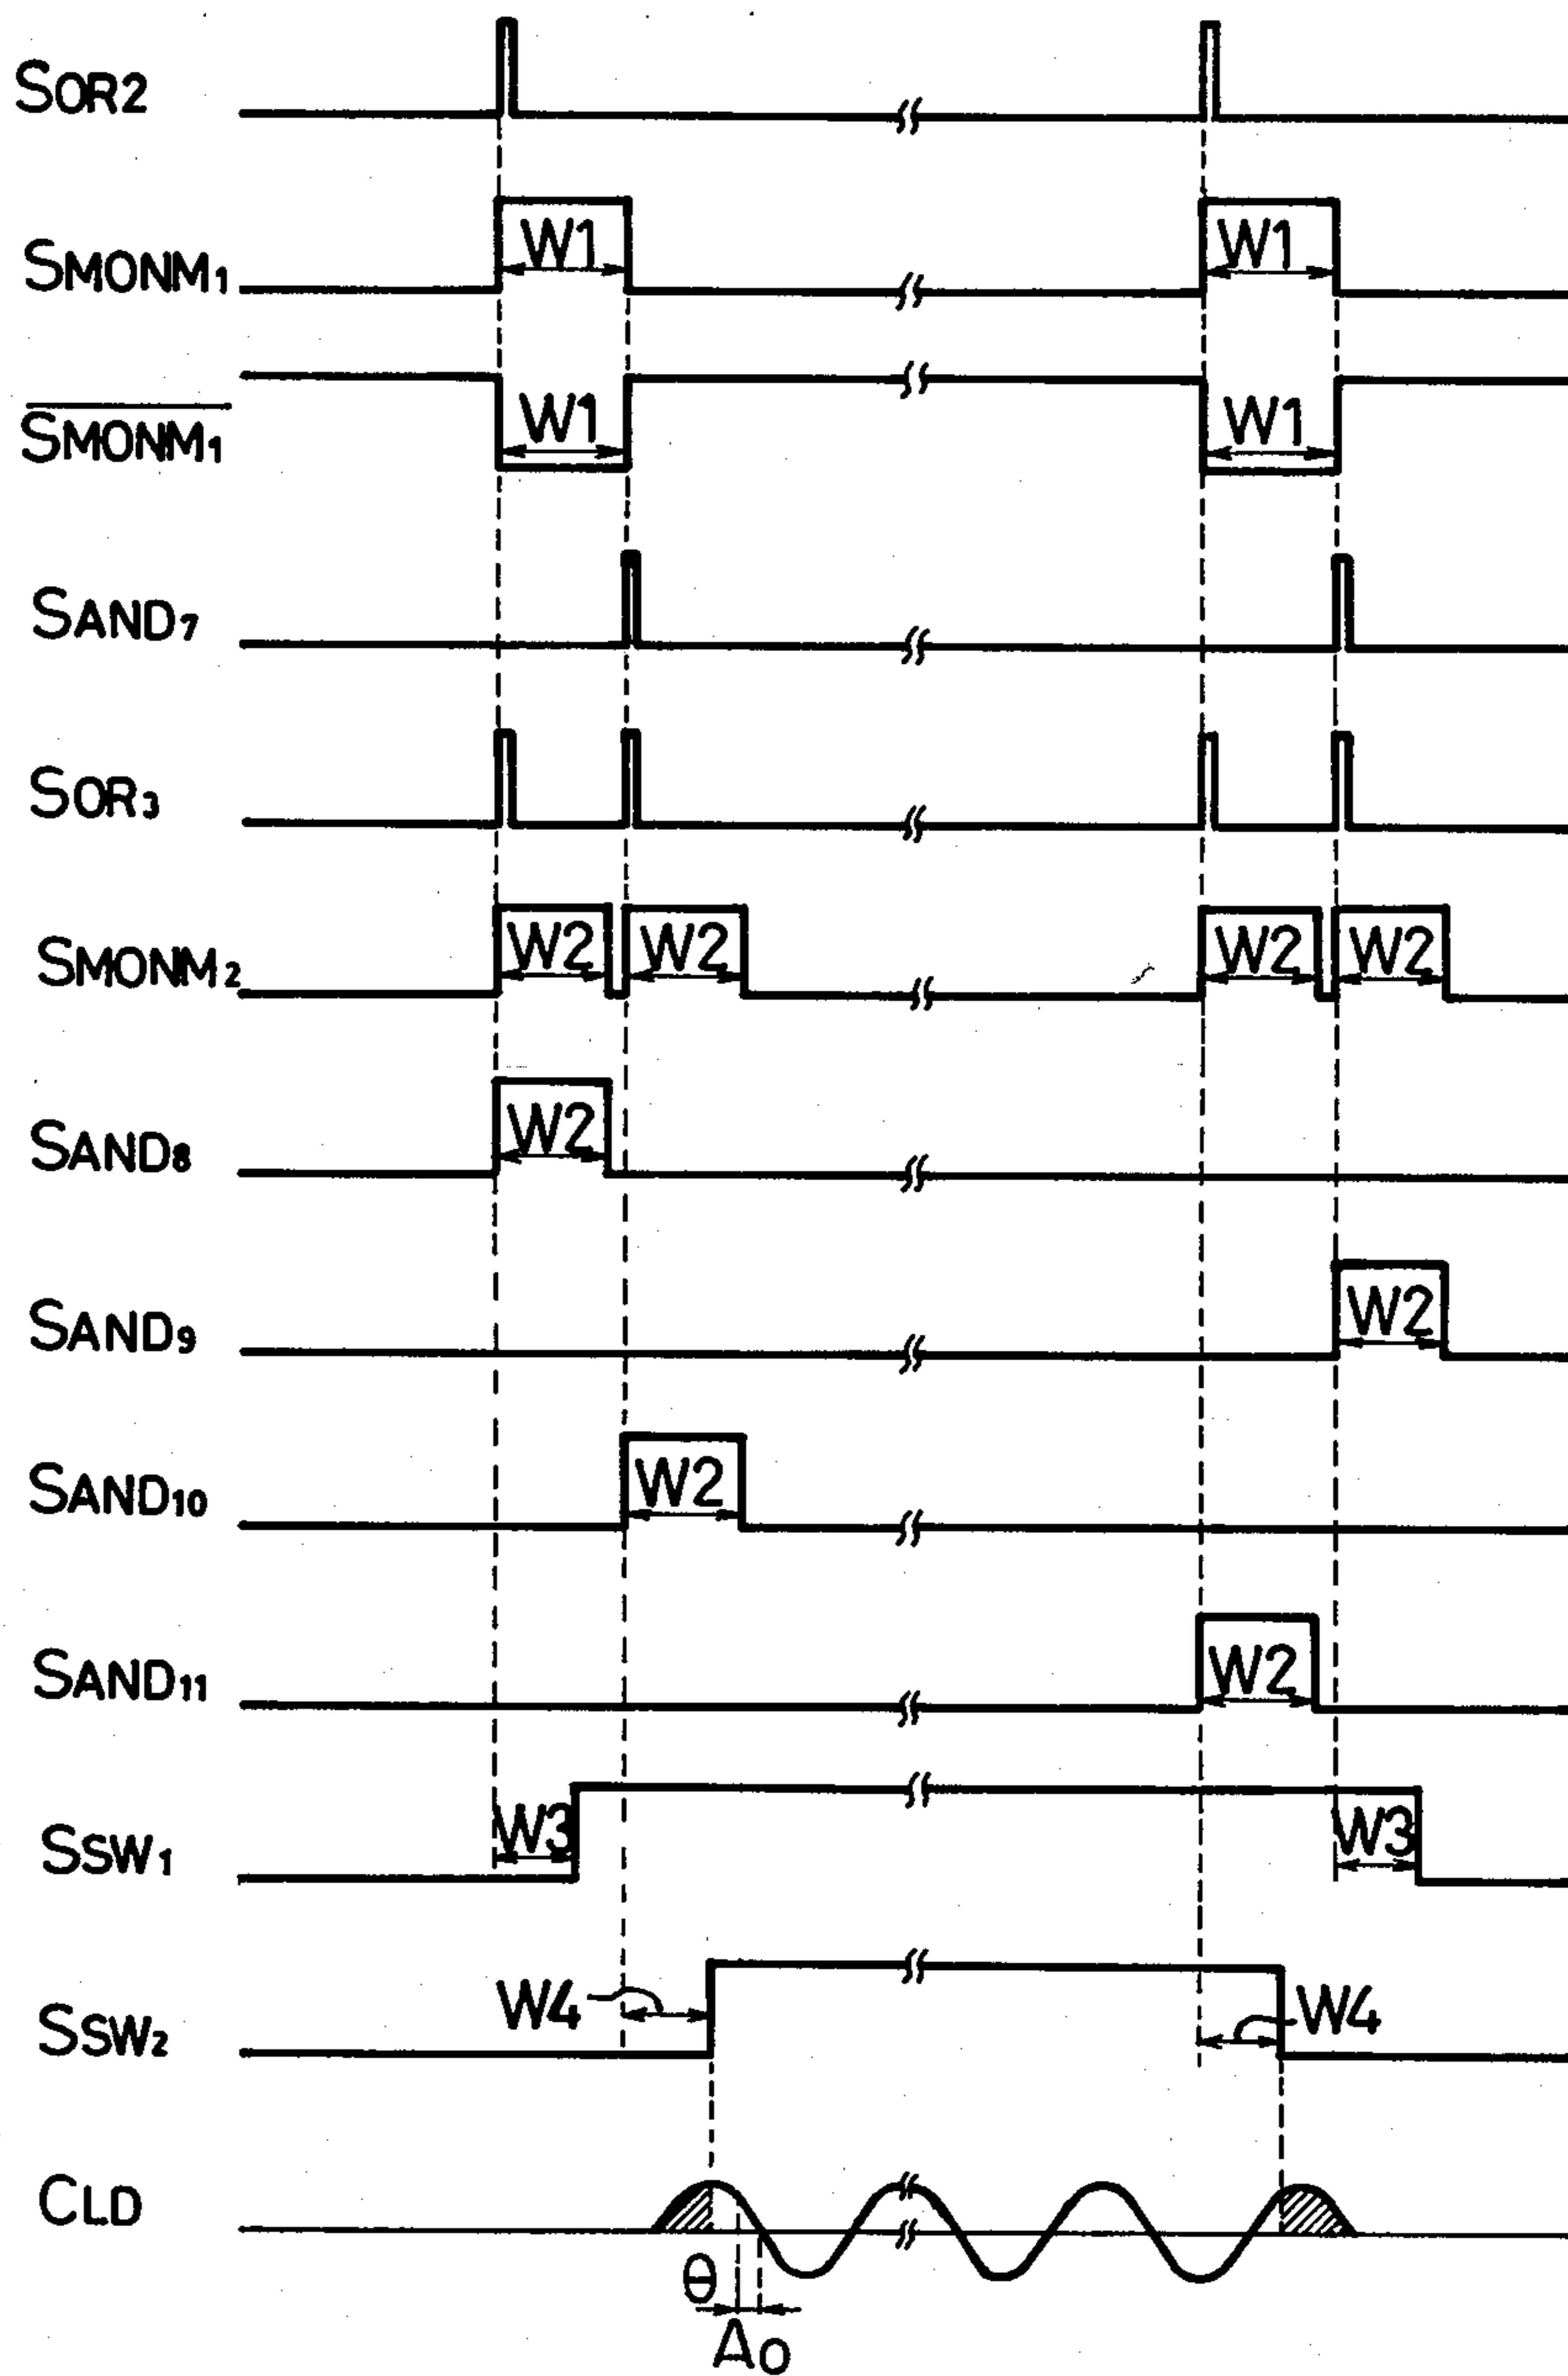 SOR2
SMONM1 W1 W1
SMONM1 W1 W1
SAND7
SOR3
SMONM2 W2 W2 W2 W2
SAND8 W2
SAND9 W2
SAND10 W2
SAND11 W2
SSW1 W3 W3
SSW2 W4 W4
CLD
θ
A0